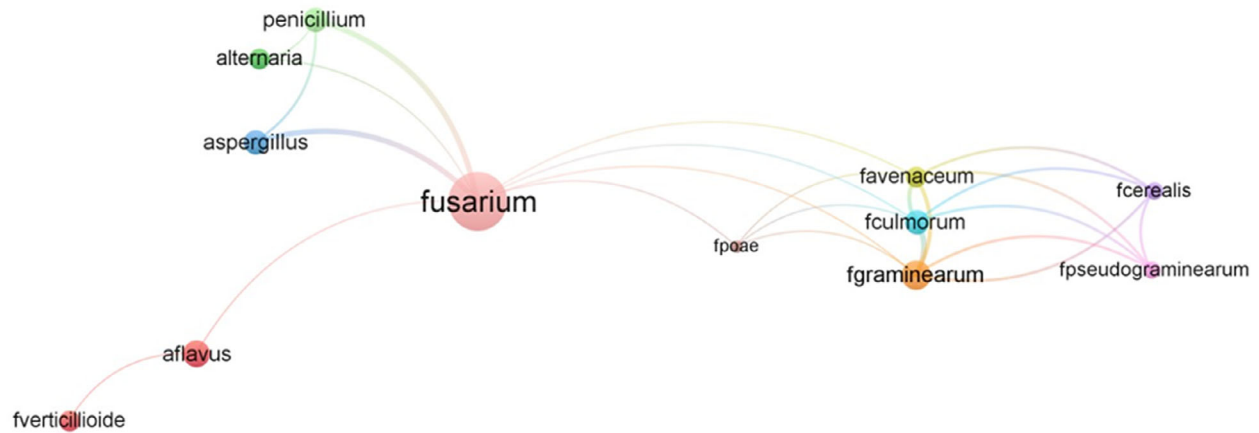 penicillium
alternaria
aspergillus
fusarium
favenaceum
fcerealis
fculmorum
fpoae
fgraminearum
fpseudograminearum
aflavus
fverticillioide